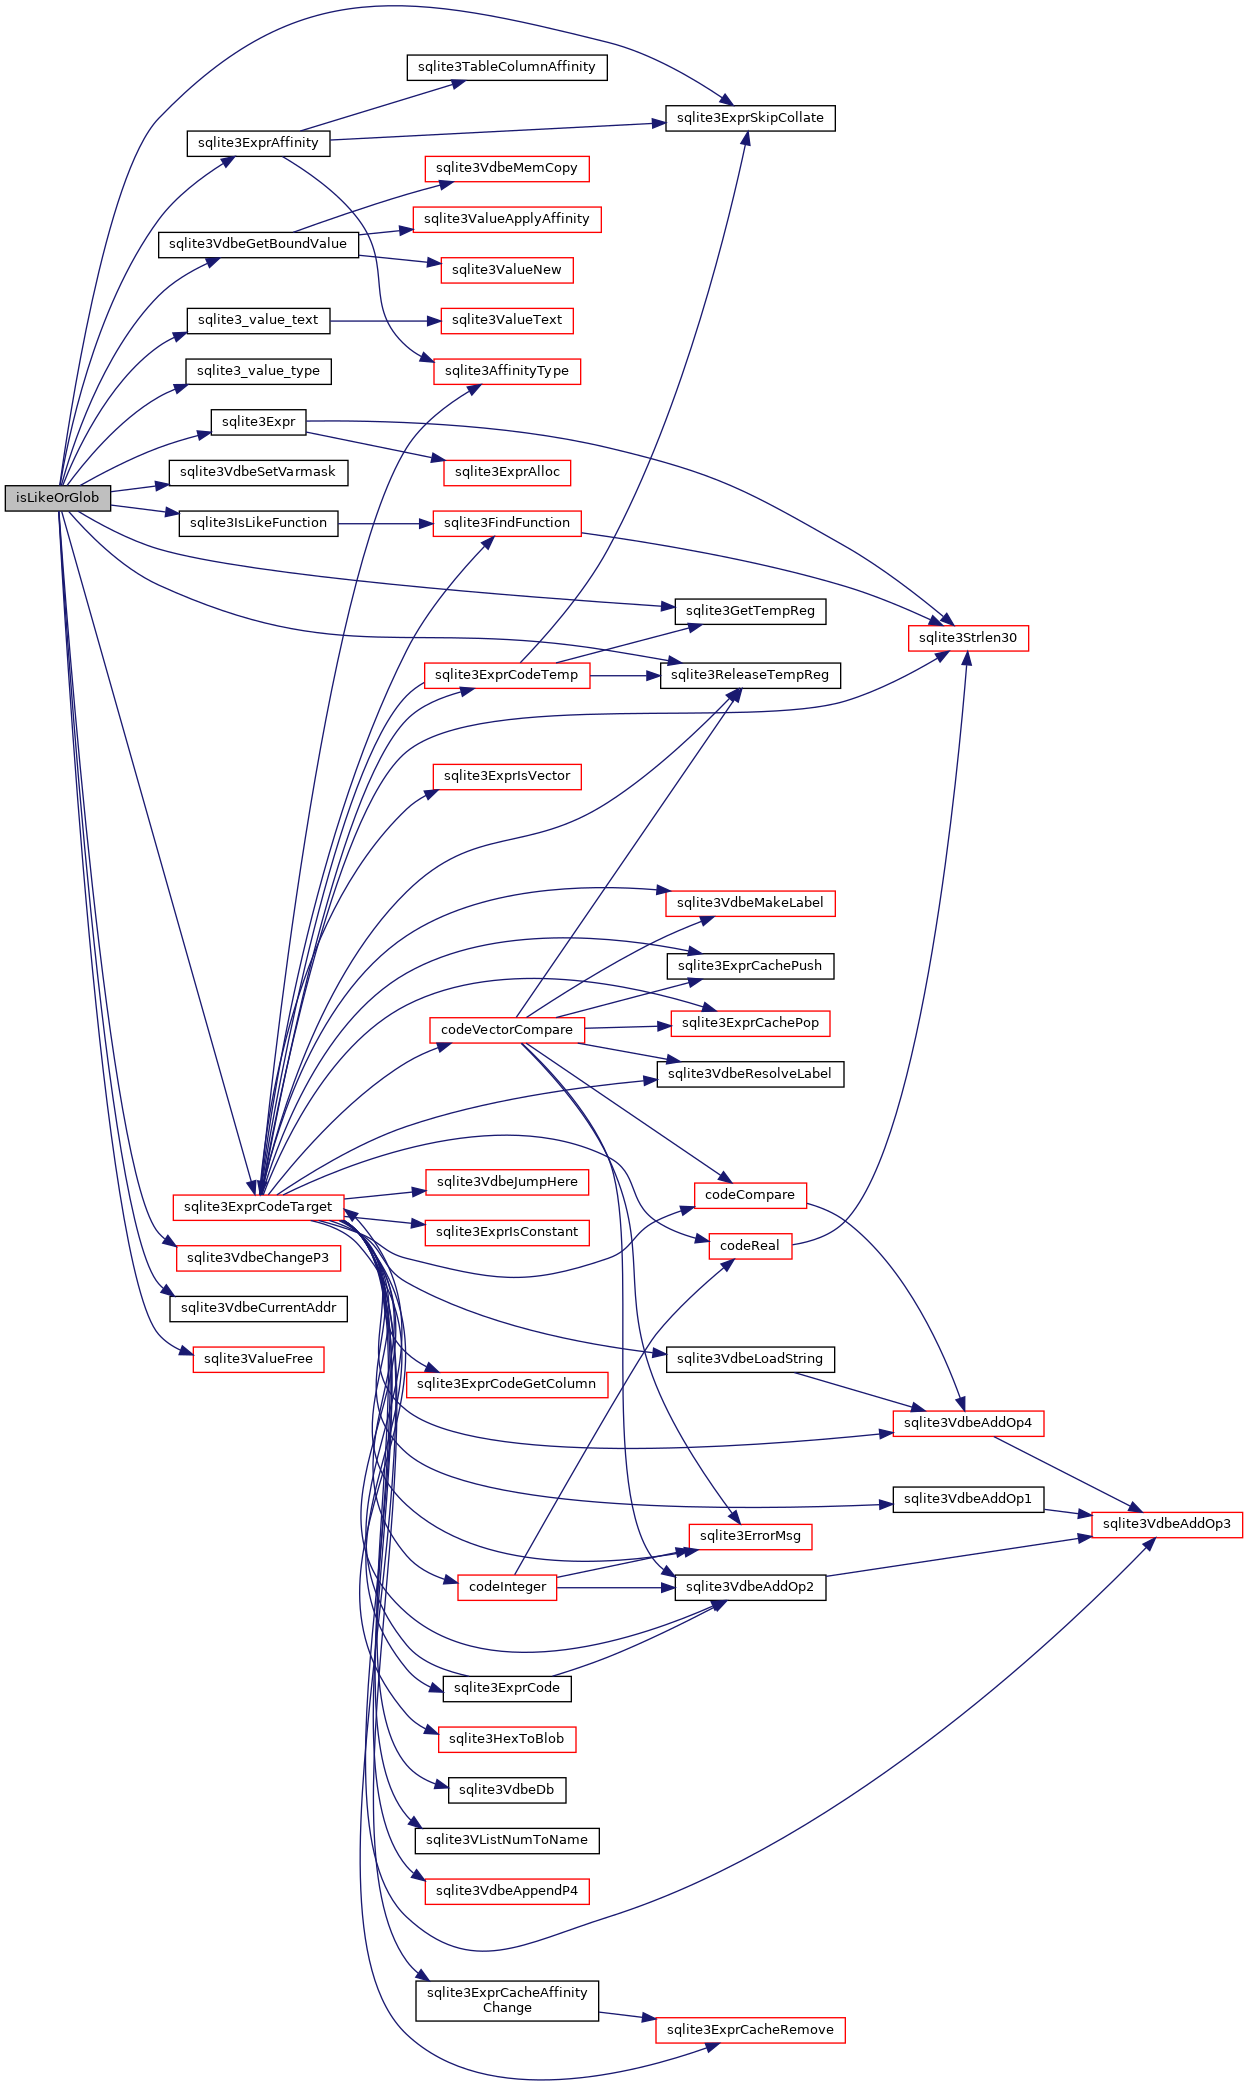 sqlite3TableColumnAffinity
sqlite3ExprSkipCollate
sqlite3ExprAffinity
sqlite3VdbeMemCopy
sqlite3ValueApplyAffinity
sqlite3VdbeGetBoundValue
sqlite3ValueNew
sqlite3_value_text
sqlite3ValueText
sqlite3_value_type
sqlite3AffinityType
sqlite3Expr
sqlite3VdbeSetVarmask
sqlite3ExprAlloc
isLikeOrGlob
sqlite3IsLikeFunction
sqlite3FindFunction
sqlite3GetTempReg
sqlite3Strlen30
sqlite3ExprCodeTemp
sqlite3ReleaseTempReg
sqlite3ExprIsVector
sqlite3VdbeMakeLabel
sqlite3ExprCachePush
codeVectorCompare
sqlite3ExprCachePop
sqlite3VdbeResolveLabel
sqlite3VdbeJumpHere
codeCompare
sqlite3ExprCodeTarget
sqlite3ExprIsConstant
codeReal
sqlite3VdbeChangeP3
sqlite3VdbeCurrentAddr
sqlite3ValueFree
sqlite3VdbeLoadString
sqlite3ExprCodeGetColumn
sqlite3VdbeAddOp4
sqlite3VdbeAddOp1
sqlite3VdbeAddOp3
sqlite3ErrorMsg
codeInteger
sqlite3VdbeAddOp2
sqlite3ExprCode
sqlite3HexToBlob
sqlite3VdbeDb
sqlite3VListNumToName
sqlite3VdbeAppendP4
sqlite3ExprCacheAffinity
Change
sqlite3ExprCacheRemove